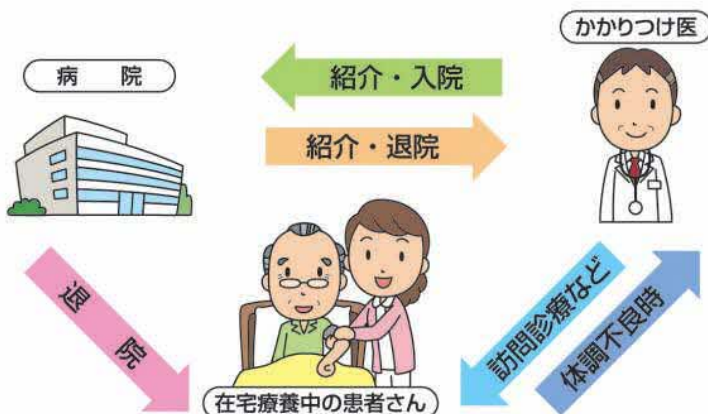 かかりつけ医
病　院
紹介・入院
紹介・退院
退　院
訪問診療など
体調不良時
在宅療養中の患者さん